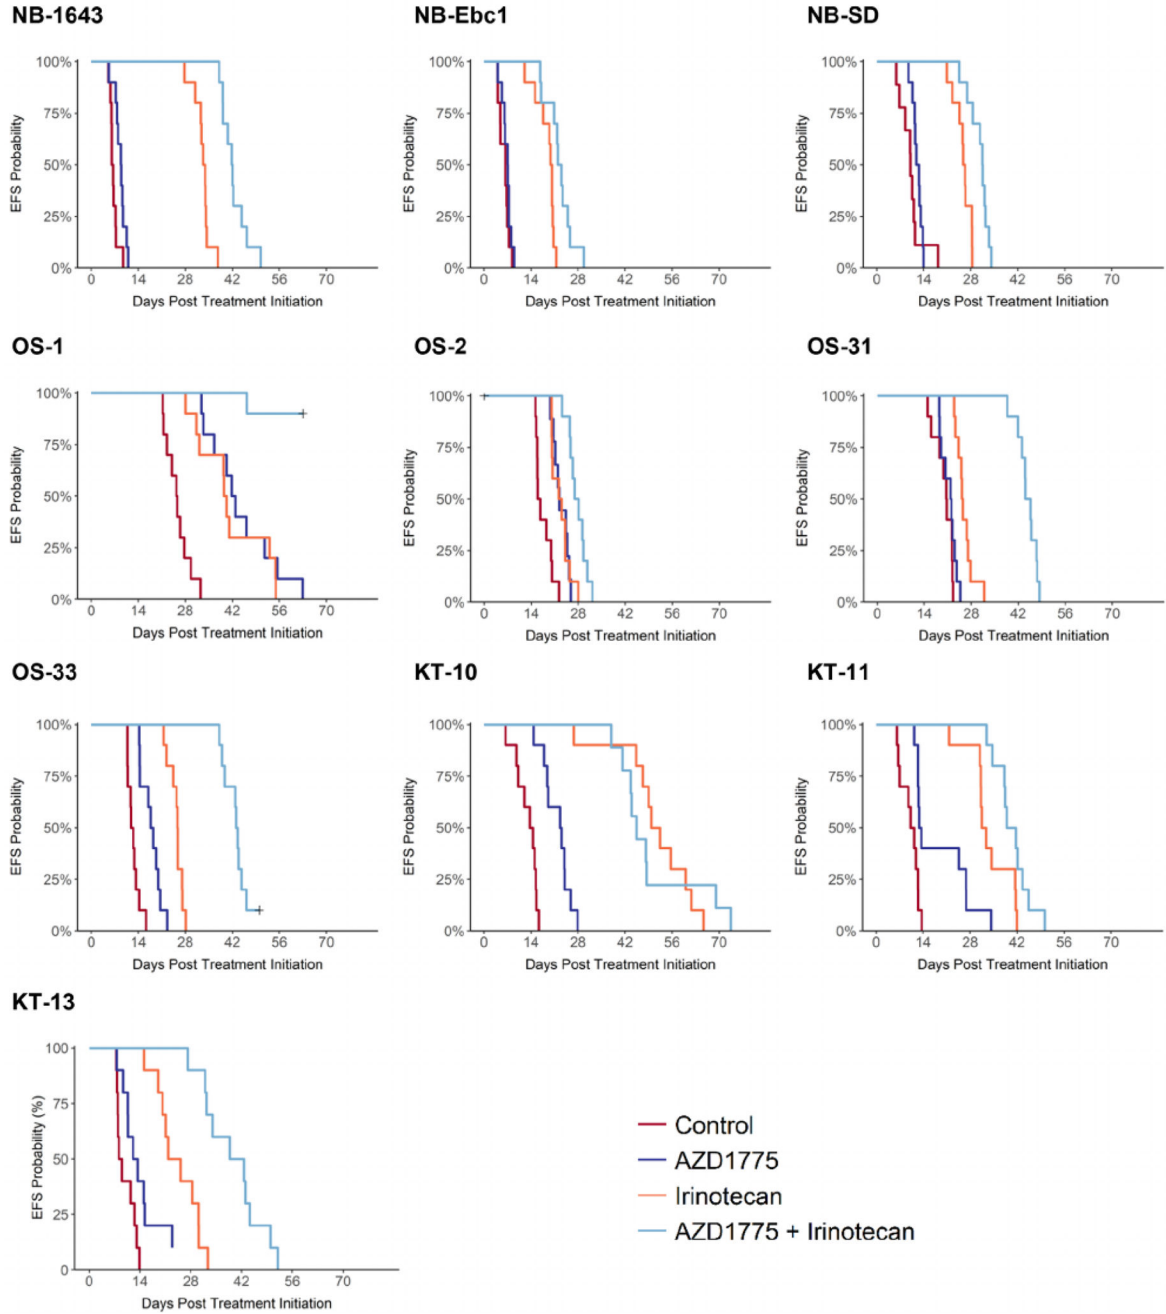 NB-1643 NB-Ebc1 NB-SD
100% 100% 100%
75% 75% 75%
50% 50% 50%
25% 25% 25%
0% 0% 0%
EFS Probability EFS Probability EFS Probability
0 14 28 42 56 70 0 14 28 42 56 70 0 14 28 42 56 70
Days Post Treatment Initiation Days Post Treatment Initiation Days Post Treatment Initiation
OS-1 OS-2 OS-31
100% 100% 100%
75% 75% 75%
50% 50% 50%
25% 25% 25%
0% 0% 0%
EFS Probability EFS Probability EFS Probability
0 14 28 42 56 70 0 14 28 42 56 70 0 14 28 42 56 70
Days Post Treatment Initiation Days Post Treatment Initiation Days Post Treatment Initiation
OS-33 KT-10 KT-11
100% 100% 100%
75% 75% 75%
50% 50% 50%
25% 25% 25%
0% 0% 0%
EFS Probability EFS Probability EFS Probability
0 14 28 42 56 70 0 14 28 42 56 70 0 14 28 42 56 70
Days Post Treatment Initiation Days Post Treatment Initiation Days Post Treatment Initiation
KT-13
100
75
50
25
0
EFS Probability (%)
0 14 28 42 56 70
Days Post Treatment Initiation
Control
AZD1775
Irinotecan
AZD1775 + Irinotecan